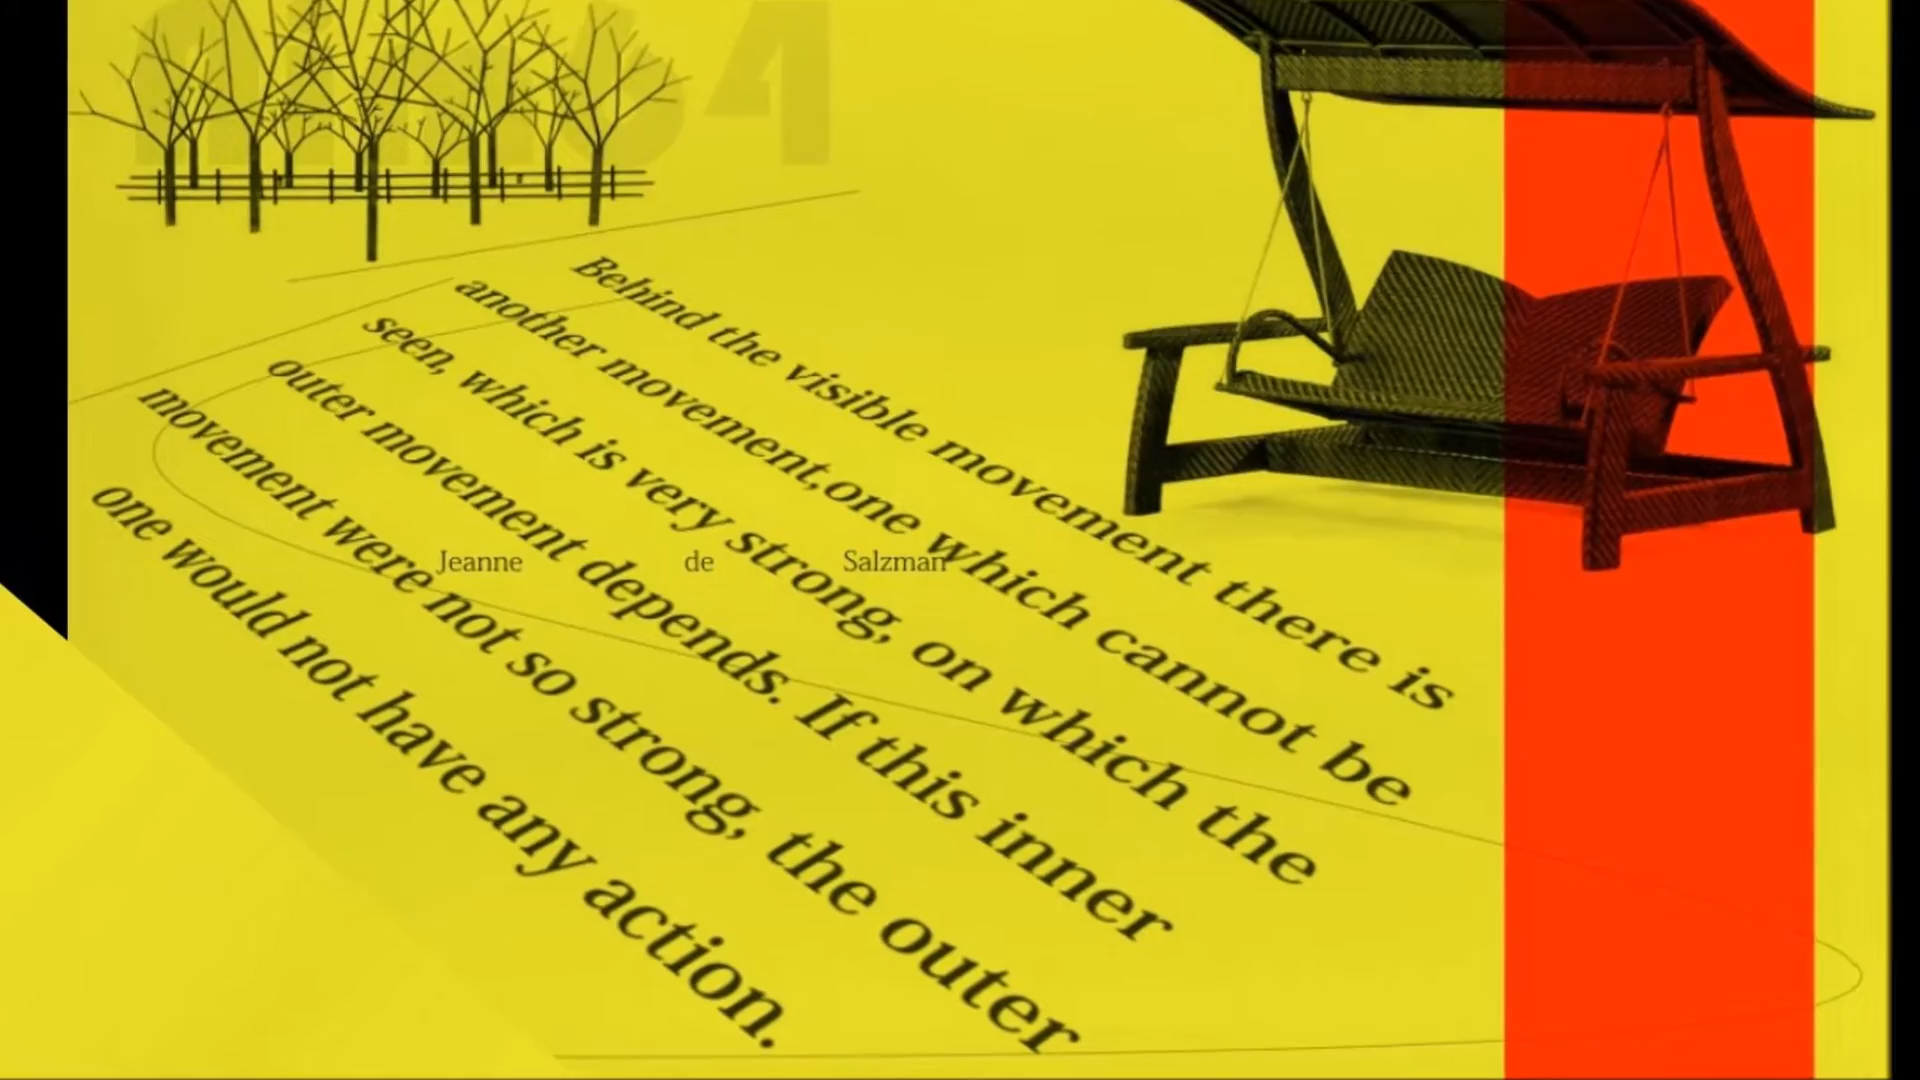 Behind the visible movement there is
another movement,one which cannot be
seen, which is very strong, on which the
outer movement depends. If this inner
movement were not so strong, the outer
one would not have any action.
Jeanne de Salzman